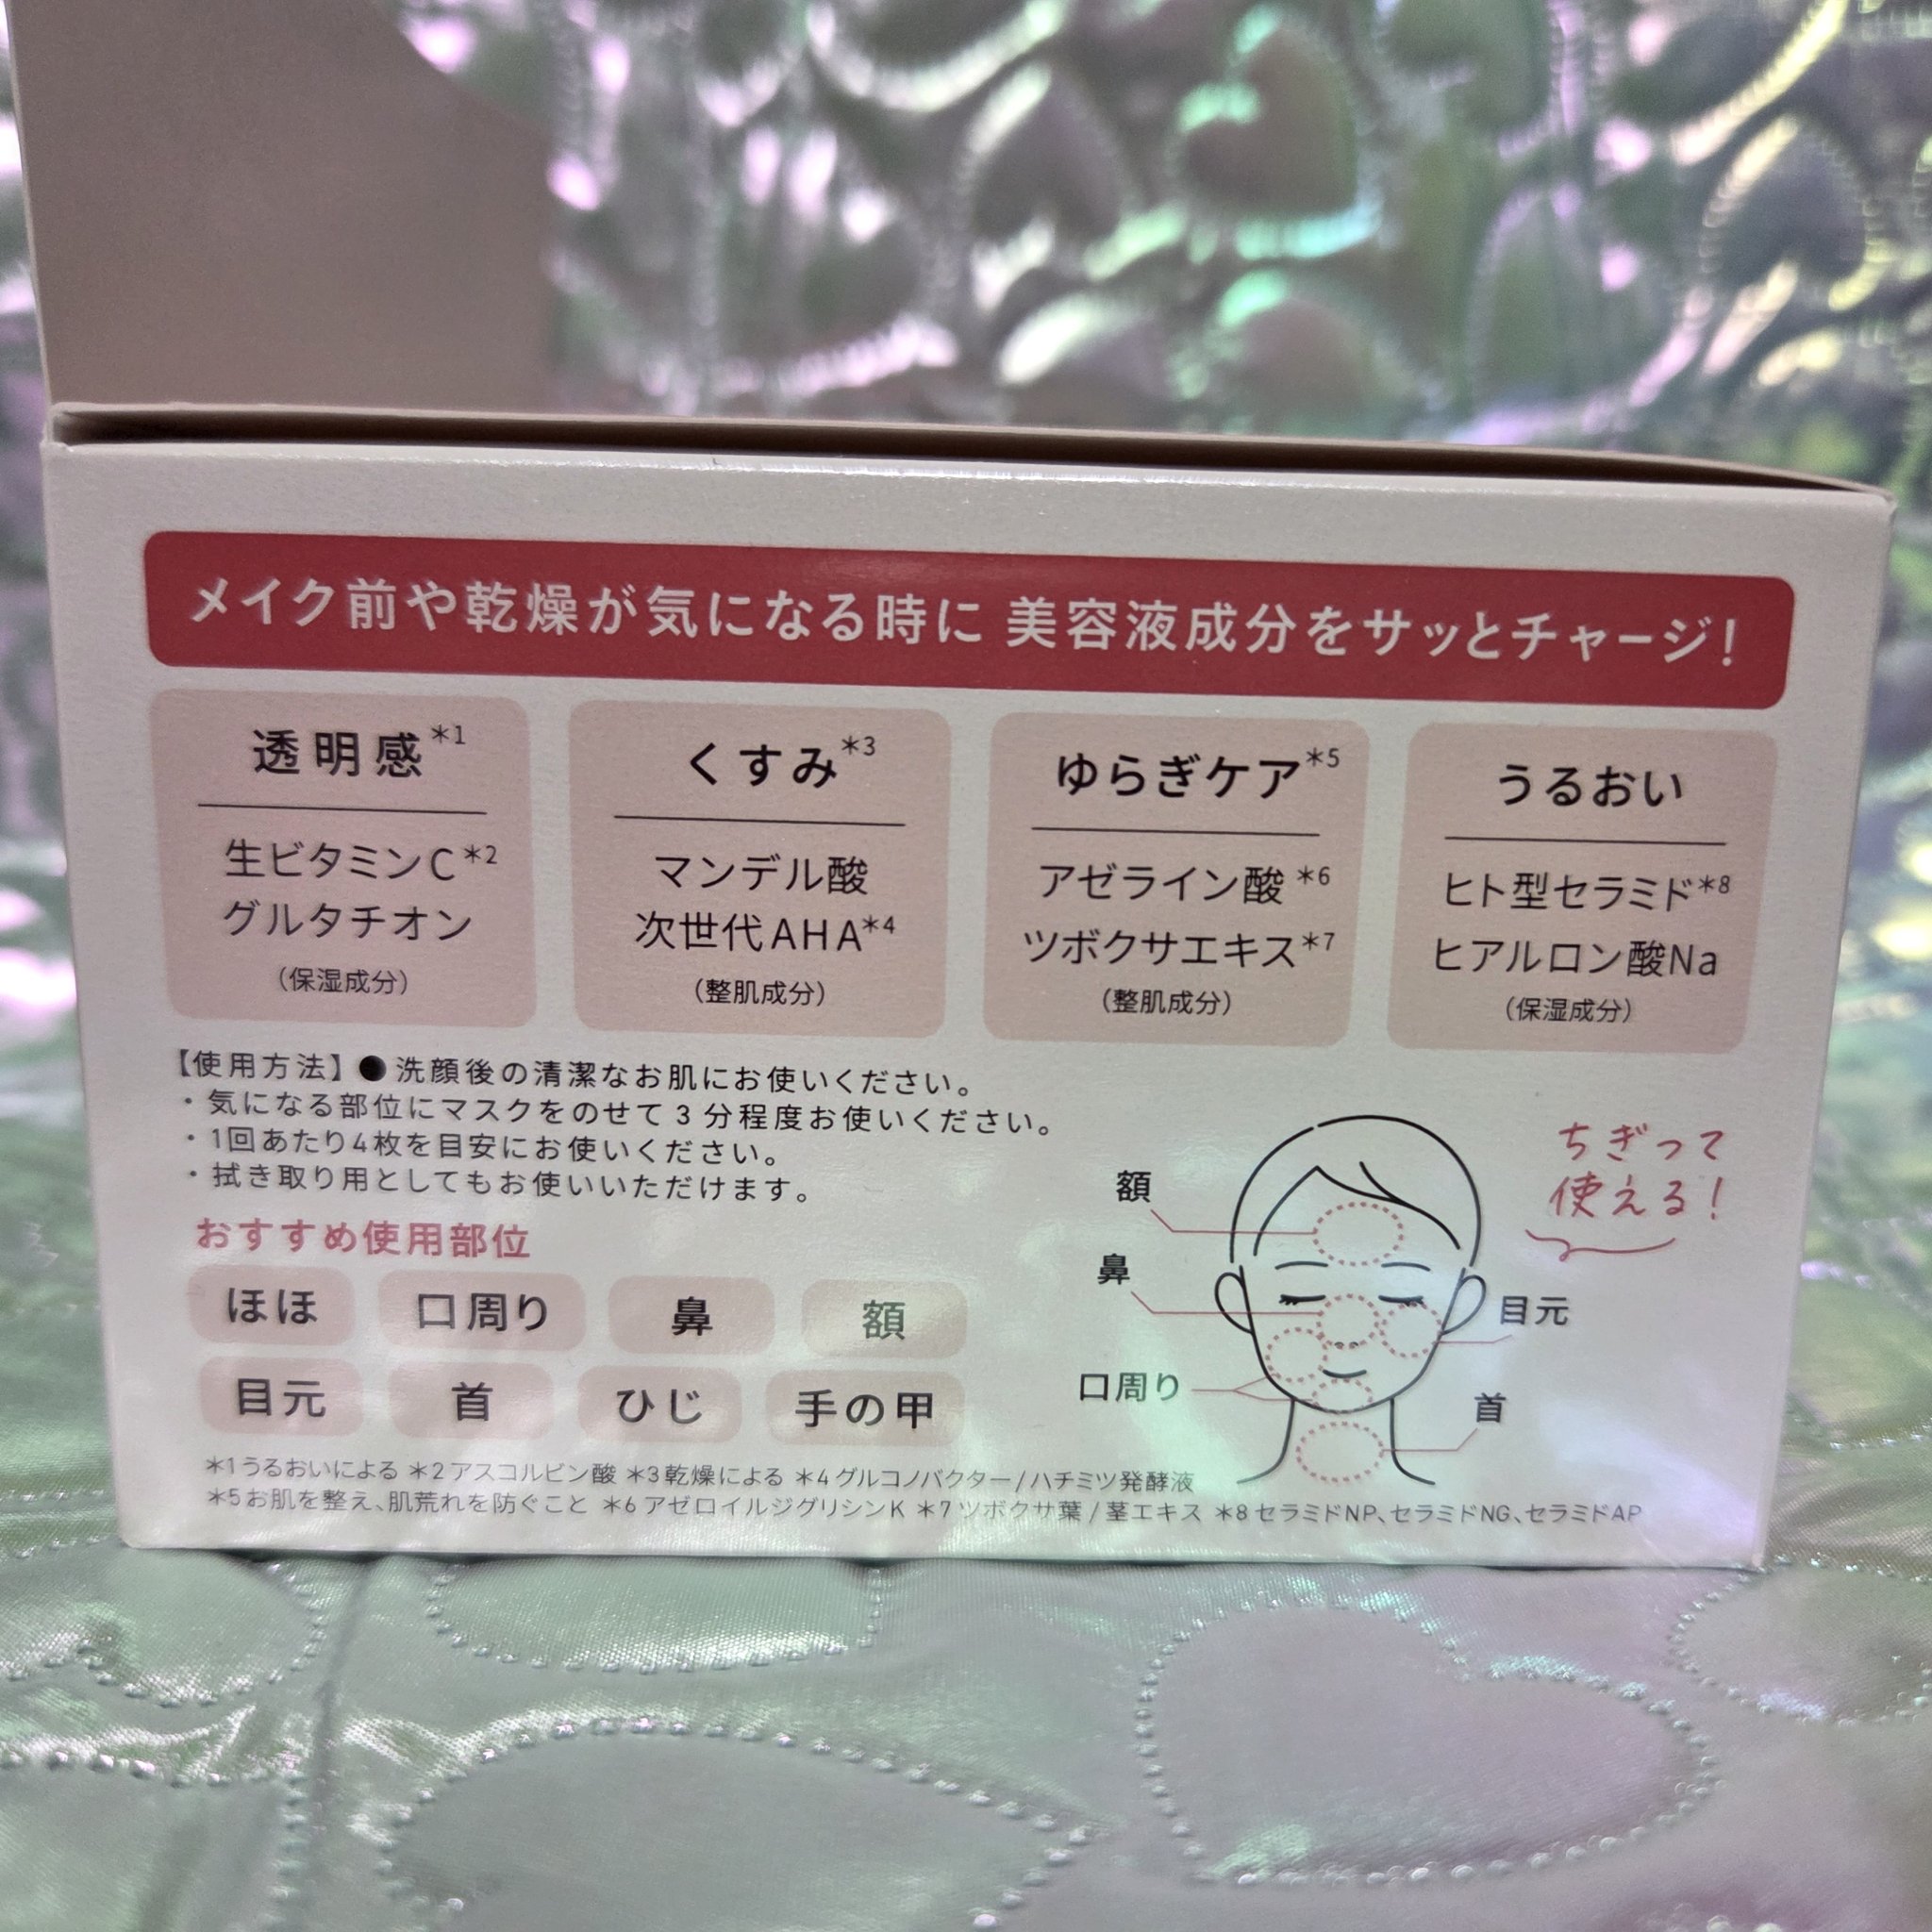 メイク前や乾燥が気になる時に 美容液成分をサッとチャージ！
透明感*1
生ビタミンC*2
グルタチオン
（保湿成分）
くすみ*3
マンデル酸
次世代AHA*4
（整肌成分）
ゆらぎケア*5
アゼライン酸*6
ツボクサエキス*7
（整肌成分）
うるおい
ヒト型セラミド*8
ヒアルロン酸Na
（保湿成分）
【使用方法】●洗顔後の清潔なお肌にお使いください。
・気になる部位にマスクをのせて3分程度お使いください。
・1回あたり4枚を目安にお使いください。
・拭き取り用としてもお使いいただけます。
おすすめ使用部位
ほほ 口周り 鼻 額
目元 首 ひじ 手の甲
ちぎって
使える！
額
鼻
目元
口周り
首
*1うるおいによる *2アスコルビン酸 *3乾燥による *4グルコノバクター/ハチミツ発酵液
*5お肌を整え、肌荒れを防ぐこと *6アゼロイルジグリシンK *7ツボクサ葉/茎エキス *8セラミドNP、セラミドNG、セラミドAP